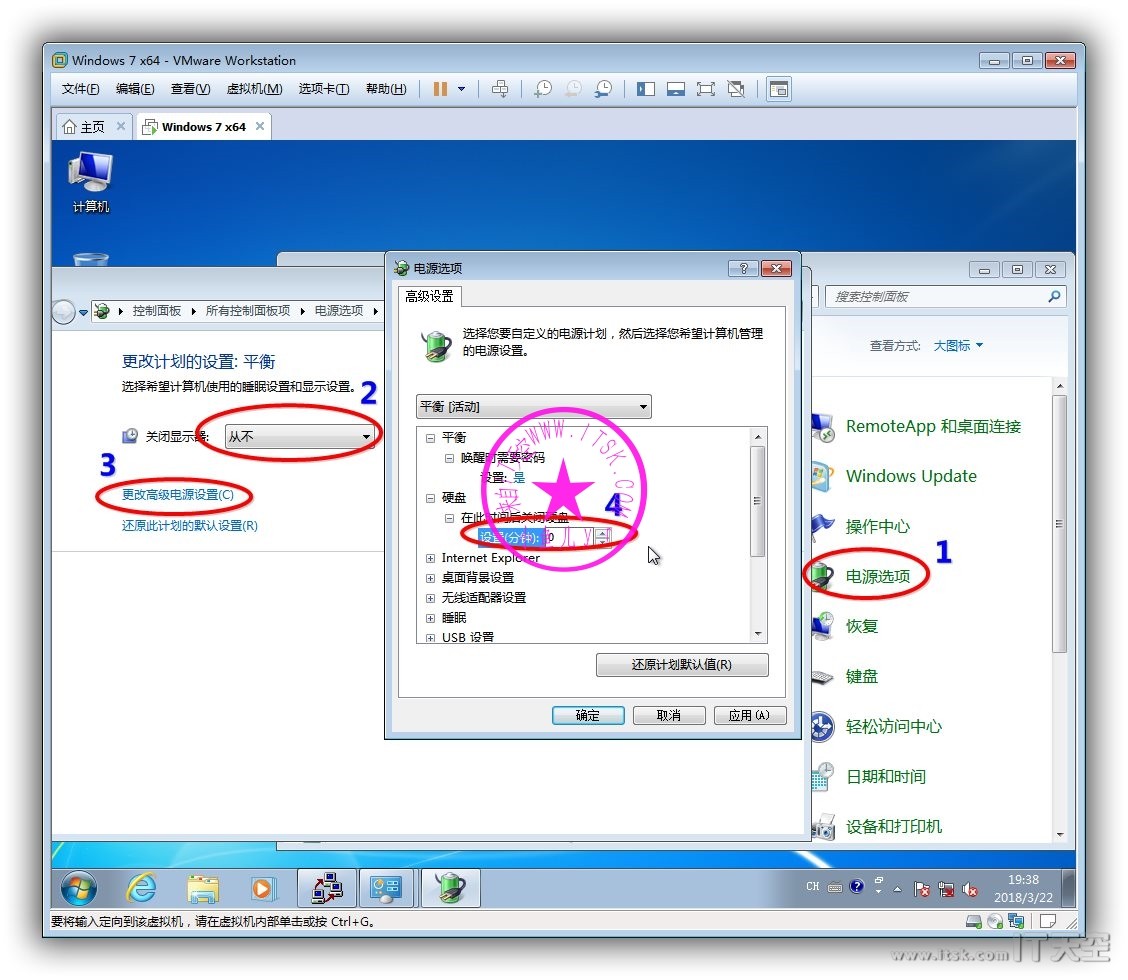 Windows 7 x64 - VMware Workstation
文件(F) 编辑(E) 查看(V) 虚拟机(M) 选项卡(T) 帮助(H)
主页 Windows 7 x64
计算机
控制面板 所有控制面板项 电源选项
更改计划的设置: 平衡
选择希望计算机使用的睡眠设置和显示设置。
2
关闭显示器: 从不
3
更改高级电源设置(C)
还原此计划的默认设置(R)
电源选项
高级设置
选择您要自定义的电源计划，然后选择您希望计算机管理
的电源设置。
平衡 [活动]
平衡
唤醒时需要密码
设置: 是
硬盘
在此时间后关闭硬盘
设置(分钟): 0
4
Internet Explorer
桌面背景设置
无线适配器设置
睡眠
USB 设置
还原计划默认值(R)
确定 取消 应用(A)
WWW.ITSK.COM
搜索控制面板
查看方式: 大图标
RemoteApp 和桌面连接
Windows Update
操作中心
1
电源选项
恢复
键盘
轻松访问中心
日期和时间
设备和打印机
CH
19:38
2018/3/22
要将输入定向到该虚拟机，请在虚拟机内部单击或按 Ctrl+G。
www.itsk.com IT天空